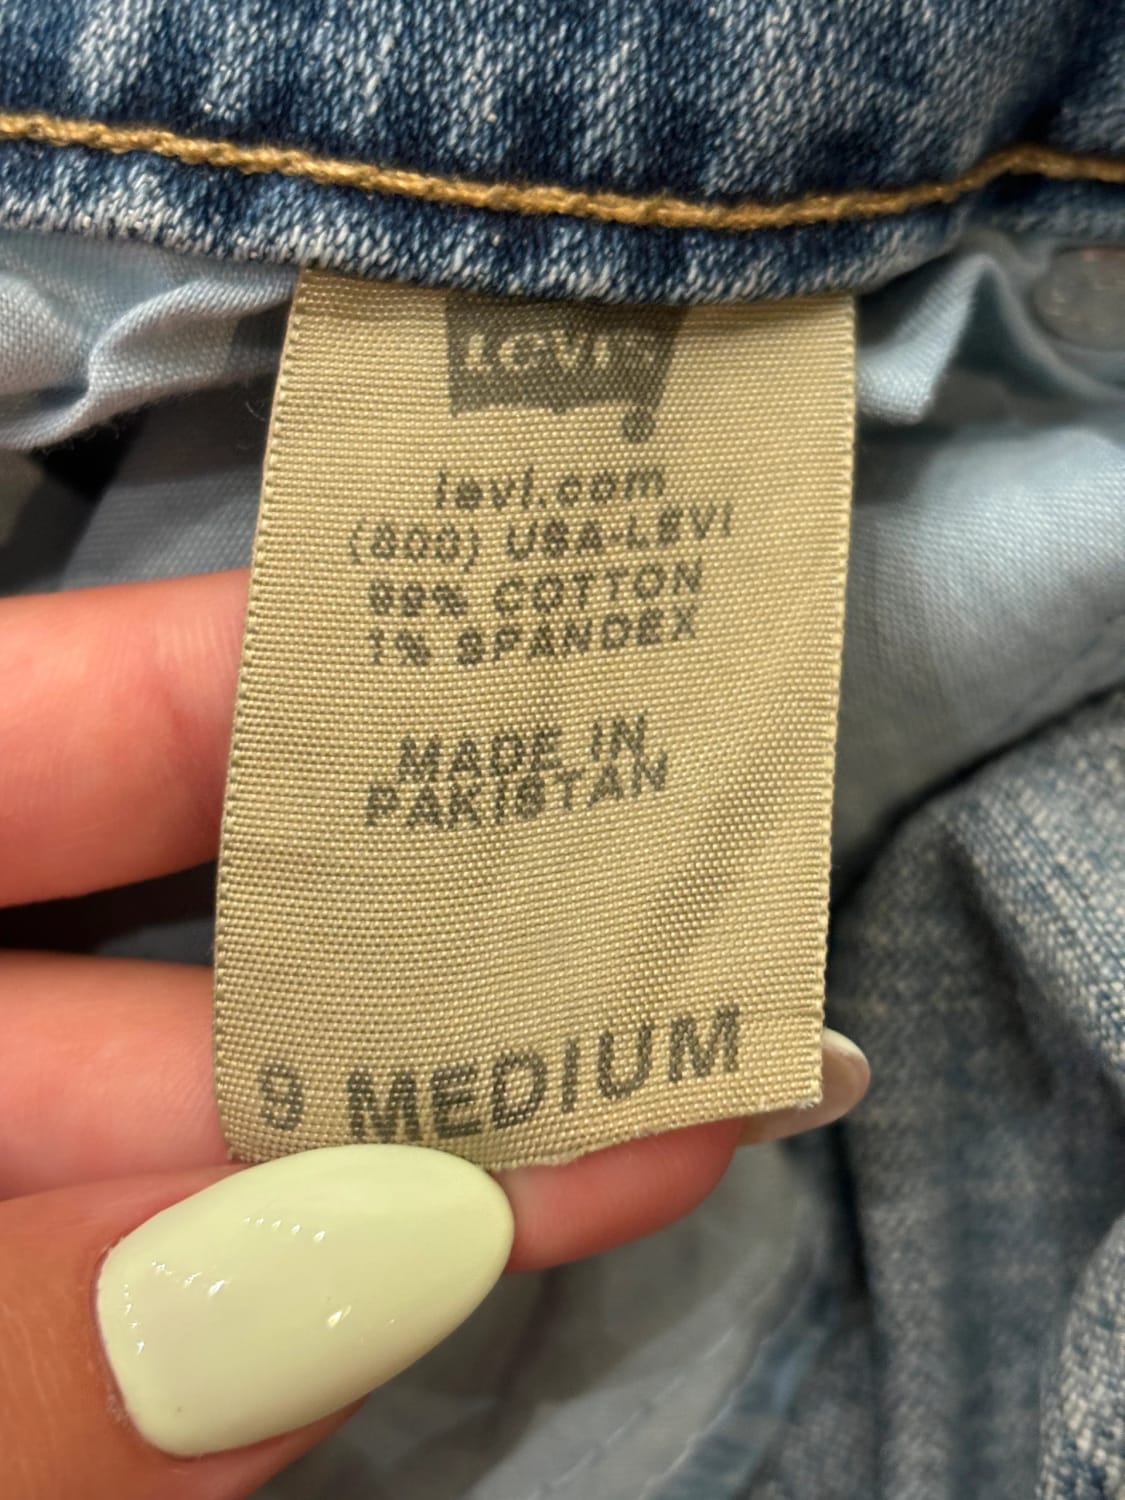 Levi's
®
levi.com
(800) USA-LEVI
99% COTTON
1% SPANDEX
MADE IN
PAKISTAN
9 MEDIUM